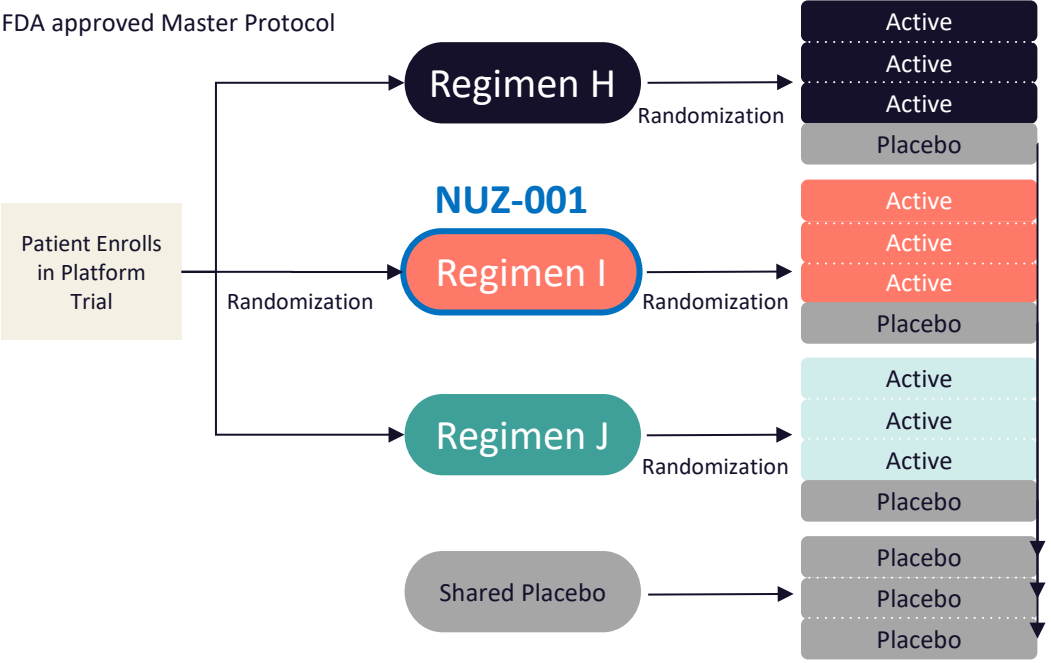 FDA approved Master Protocol
Patient Enrolls
in Platform
Trial
Randomization
Regimen H
Randomization
Active
Active
Active
Placebo
NUZ-001
Regimen I
Randomization
Active
Active
Active
Placebo
Regimen J
Randomization
Active
Active
Active
Placebo
Shared Placebo
Placebo
Placebo
Placebo